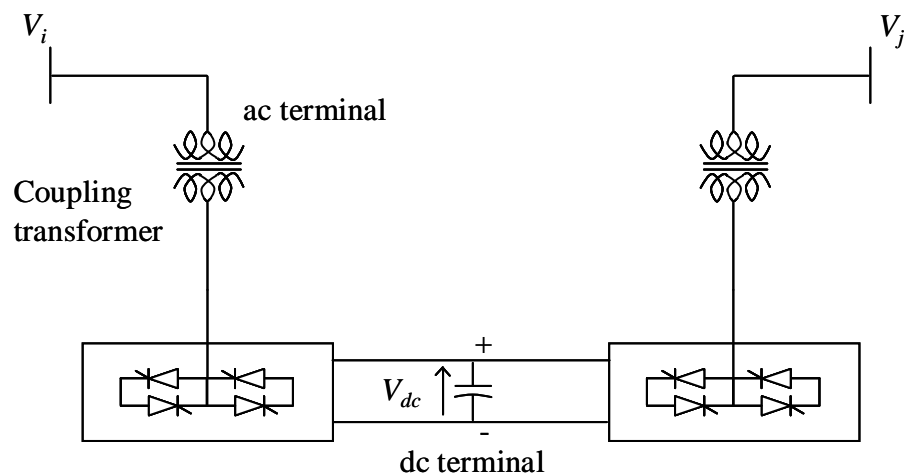 V_i
V_j
ac terminal
Coupling
transformer
+
V_dc
-
dc terminal